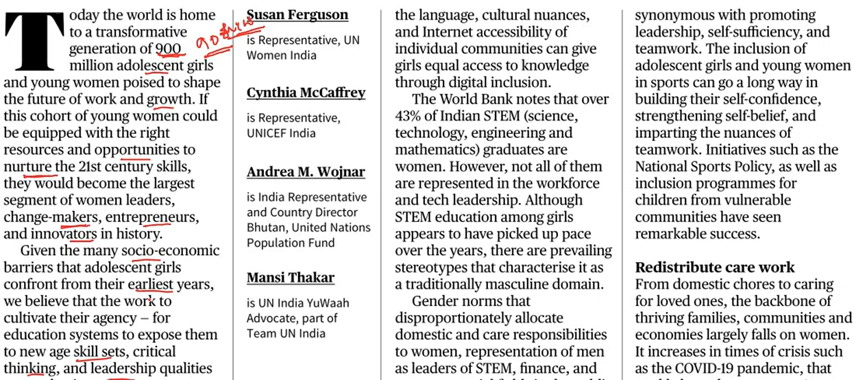 Today the world is home
to a transformative
generation of 900
million adolescent girls
and young women poised to shape
the future of work and growth. If
this cohort of young women could
be equipped with the right
resources and opportunities to
nurture the 21st century skills,
they would become the largest
segment of women leaders,
change-makers, entrepreneurs,
and innovators in history.
Given the many socio-economic
barriers that adolescent girls
confront from their earliest years,
we believe that the work to
cultivate their agency – for
education systems to expose them
to new age skill sets, critical
thinking, and leadership qualities
Susan Ferguson
is Representative, UN
Women India
Cynthia McCaffrey
is Representative,
UNICEF India
Andrea M. Wojnar
is India Representative
and Country Director
Bhutan, United Nations
Population Fund
Mansi Thakar
is UN India YuWaah
Advocate, part of
Team UN India
the language, cultural nuances,
and Internet accessibility of
individual communities can give
girls equal access to knowledge
through digital inclusion.
The World Bank notes that over
43% of Indian STEM (science,
technology, engineering and
mathematics) graduates are
women. However, not all of them
are represented in the workforce
and tech leadership. Although
STEM education among girls
appears to have picked up pace
over the years, there are prevailing
stereotypes that characterise it as
a traditionally masculine domain.
Gender norms that
disproportionately allocate
domestic and care responsibilities
to women, representation of men
as leaders of STEM, finance, and
synonymous with promoting
leadership, self-sufficiency, and
teamwork. The inclusion of
adolescent girls and young women
in sports can go a long way in
building their self-confidence,
strengthening self-belief, and
imparting the nuances of
teamwork. Initiatives such as the
National Sports Policy, as well as
inclusion programmes for
children from vulnerable
communities have seen
remarkable success.
Redistribute care work
From domestic chores to caring
for loved ones, the backbone of
thriving families, communities and
economies largely falls on women.
It increases in times of crisis such
as the COVID-19 pandemic, that